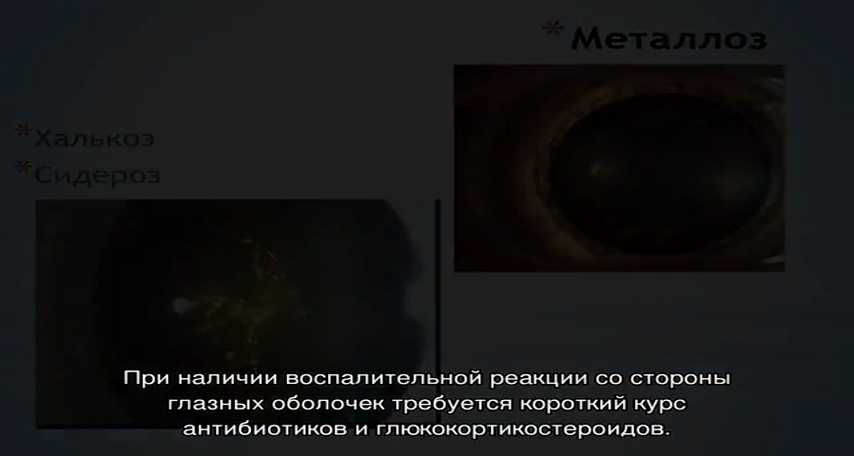 *Металлоз
*Халькоз
*Сидероз
При наличии воспалительной реакции со стороны
глазных оболочек требуется короткий курс
антибиотиков и глюкокортикостероидов.